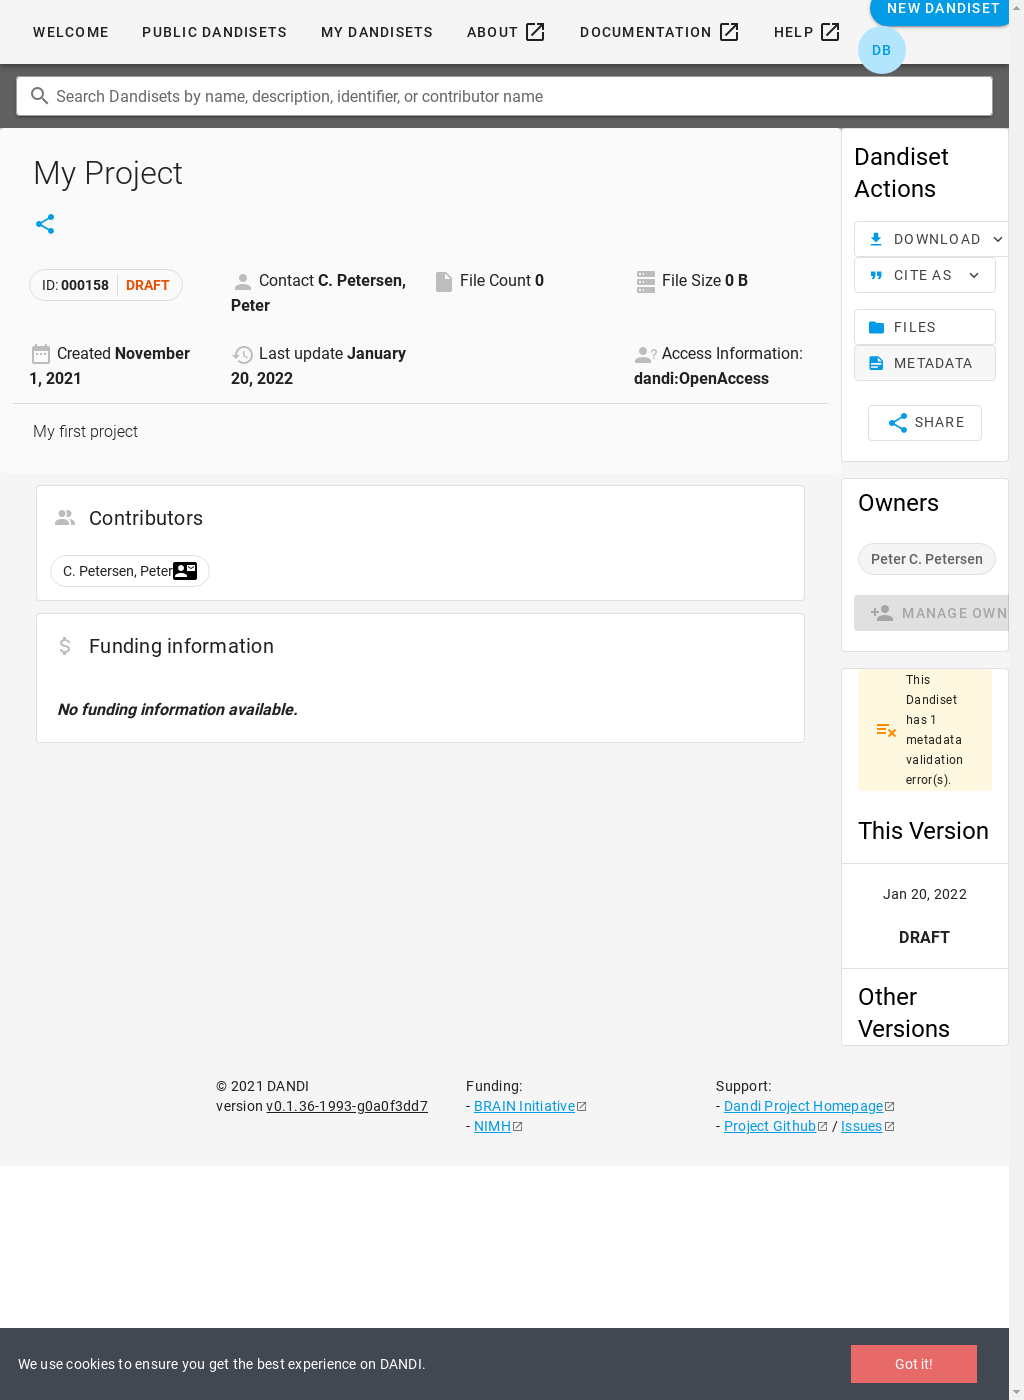 WELCOME
PUBLIC DANDISETS
MY DANDISETS
ABOUT
DOCUMENTATION
HELP
NEW DANDISET
DB
Search Dandisets by name, description, identifier, or contributor name
My Project
ID: 000158
DRAFT
Contact C. Petersen,
Peter
File Count 0
File Size 0 B
Created November
1, 2021
Last update January
20, 2022
Access Information:
dandi:OpenAccess
My first project
Contributors
C. Petersen, Peter
Funding information
No funding information available.
Dandiset
Actions
DOWNLOAD
CITE AS
FILES
METADATA
SHARE
Owners
Peter C. Petersen
MANAGE OWN
This
Dandiset
has 1
metadata
validation
error(s).
This Version
Jan 20, 2022
DRAFT
Other
Versions
© 2021 DANDI
version v0.1.36-1993-g0a0f3dd7
Funding:
- BRAIN Initiative
- NIMH
Support:
- Dandi Project Homepage
- Project Github / Issues
We use cookies to ensure you get the best experience on DANDI.
Got it!